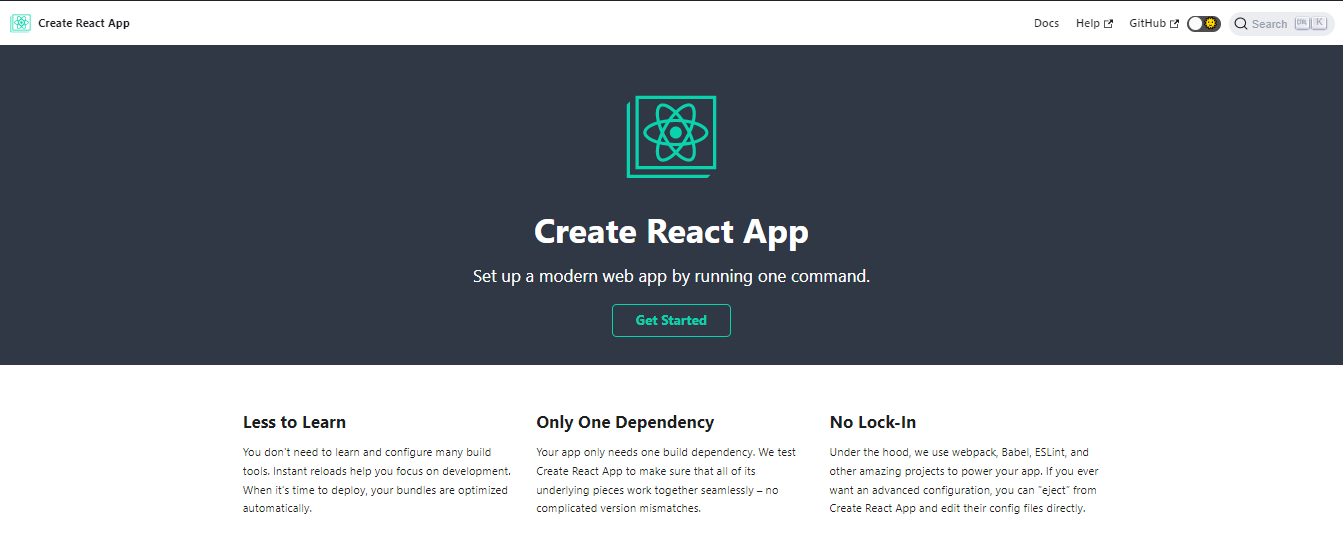 Create React App
Docs
Help
GitHub
Search
K
Create React App
Set up a modern web app by running one command.
Get Started
Less to Learn
You don't need to learn and configure many build
tools. Instant reloads help you focus on development.
When it's time to deploy, your bundles are optimized
automatically.
Only One Dependency
Your app only needs one build dependency. We test
Create React App to make sure that all of its
underlying pieces work together seamlessly – no
complicated version mismatches.
No Lock-In
Under the hood, we use webpack, Babel, ESLint, and
other amazing projects to power your app. If you ever
want an advanced configuration, you can “eject” from
Create React App and edit their config files directly.